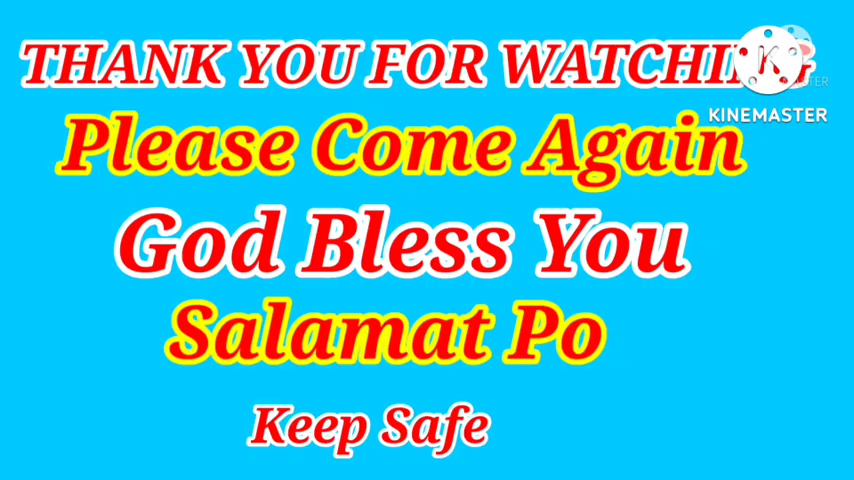 THANK YOU FOR WATCHING
Please Come Again
God Bless You
Salamat Po
Keep Safe
K
KINEMASTER